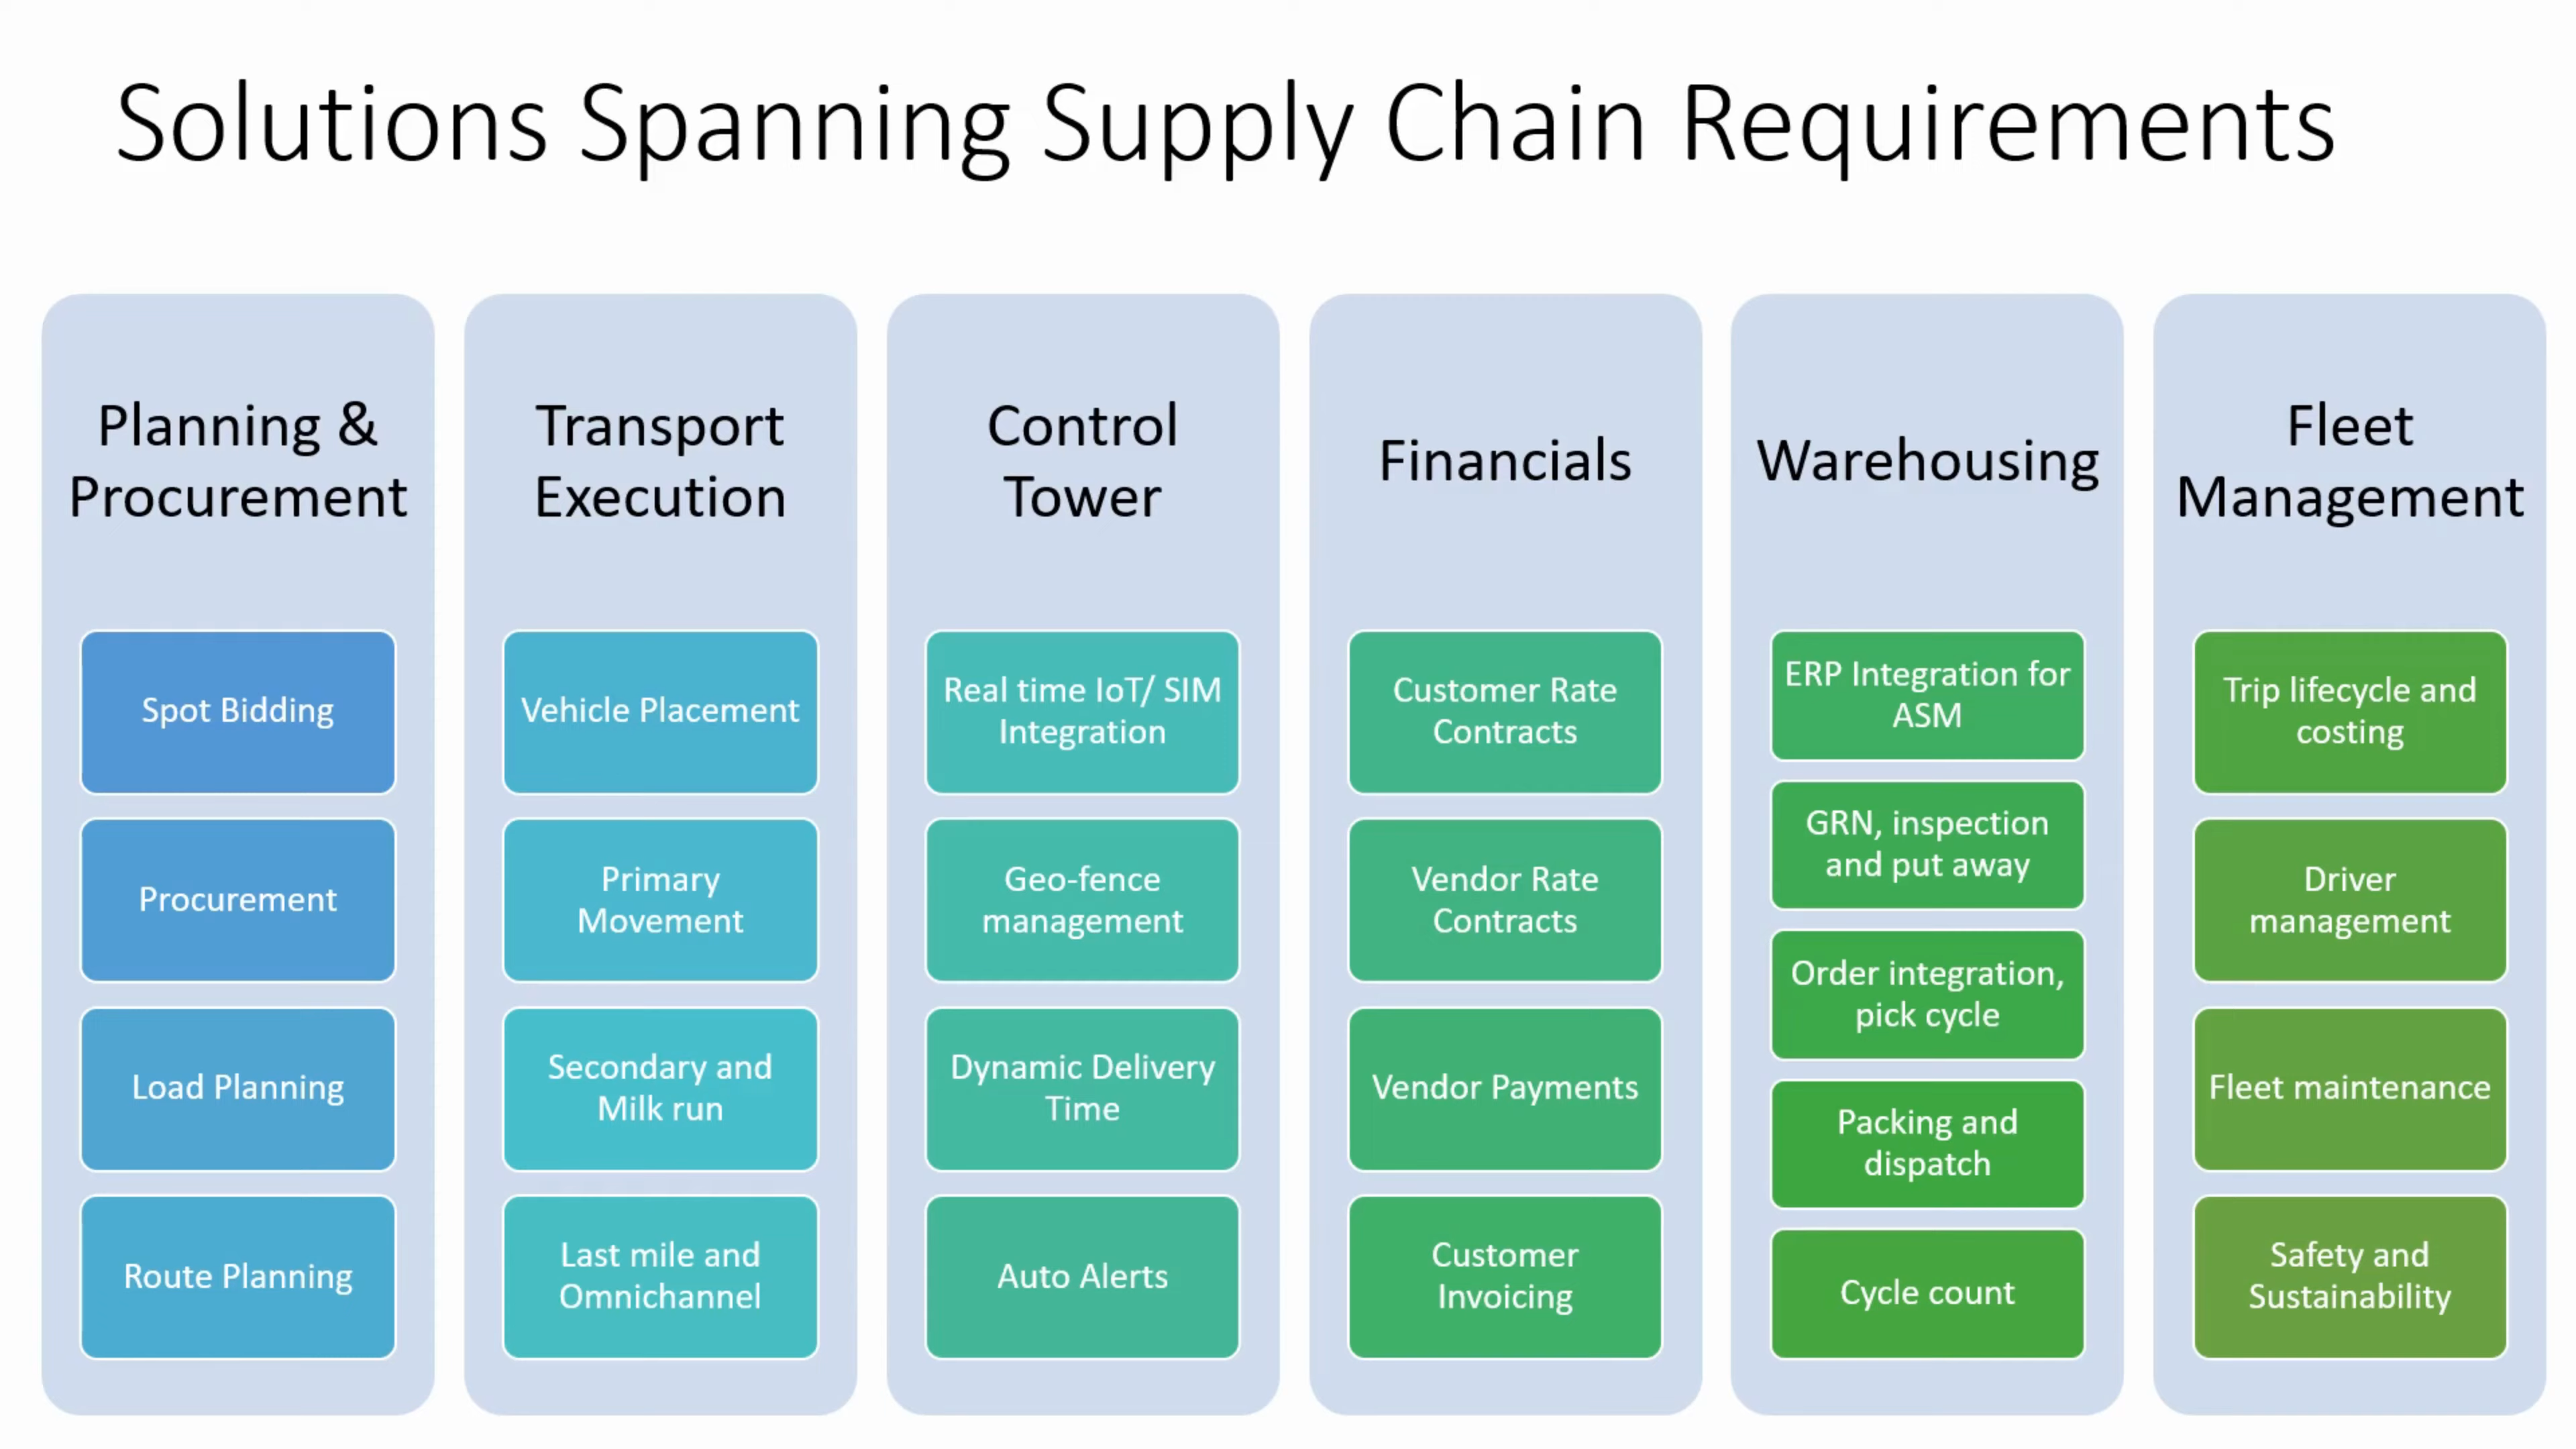 Solutions Spanning Supply Chain Requirements
Planning &
Procurement
Spot Bidding
Procurement
Load Planning
Route Planning
Transport
Execution
Vehicle Placement
Primary
Movement
Secondary and
Milk run
Last mile and
Omnichannel
Control
Tower
Real time IoT/ SIM
Integration
Geo-fence
management
Dynamic Delivery
Time
Auto Alerts
Financials
Customer Rate
Contracts
Vendor Rate
Contracts
Vendor Payments
Customer
Invoicing
Warehousing
ERP Integration for
ASM
GRN, inspection
and put away
Order integration,
pick cycle
Packing and
dispatch
Cycle count
Fleet
Management
Trip lifecycle and
costing
Driver
management
Fleet maintenance
Safety and
Sustainability